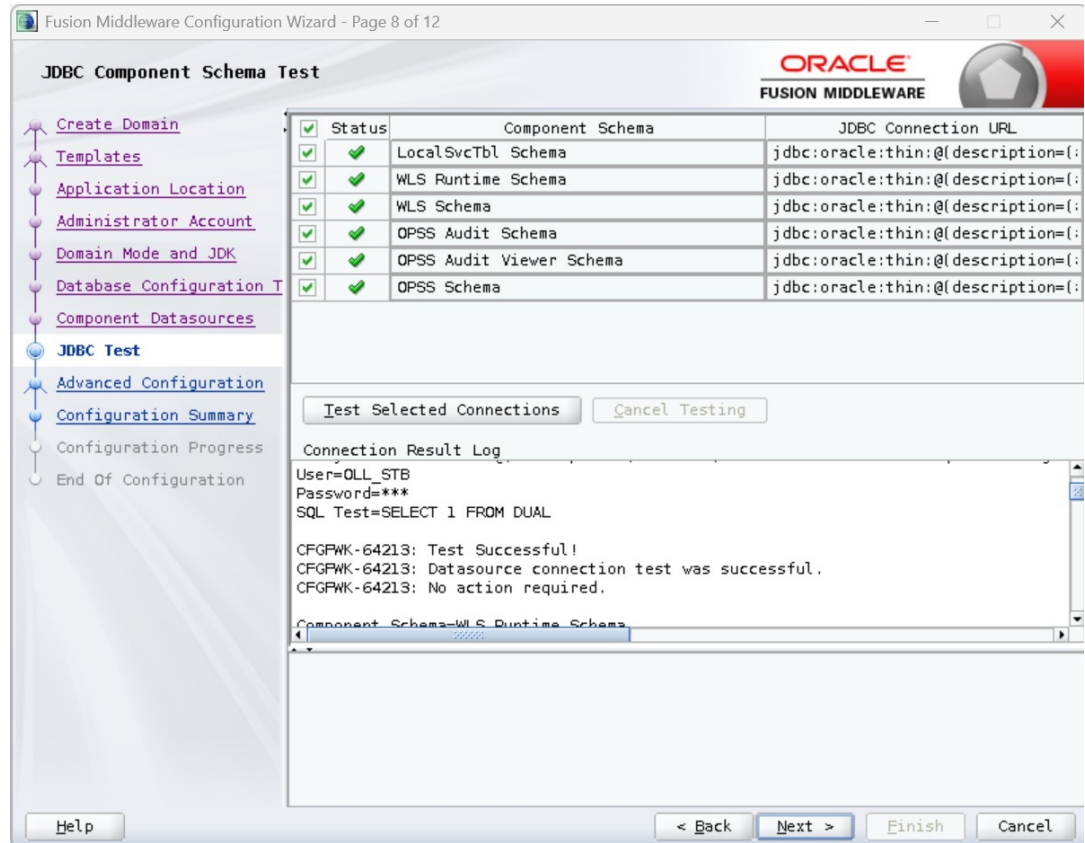 Fusion Middleware Configuration Wizard - Page 8 of 12
JDBC Component Schema Test
ORACLE
FUSION MIDDLEWARE
Create Domain
Templates
Application Location
Administrator Account
Domain Mode and JDK
Database Configuration T
Component Datasources
JDBC Test
Advanced Configuration
Configuration Summary
Configuration Progress
End Of Configuration
Status Component Schema JDBC Connection URL
LocalSvcTbl Schema jdbc:oracle:thin:@(description=(
WLS Runtime Schema jdbc:oracle:thin:@(description=(
WLS Schema jdbc:oracle:thin:@(description=(
OPSS Audit Schema jdbc:oracle:thin:@(description=(
OPSS Audit Viewer Schema jdbc:oracle:thin:@(description=(
OPSS Schema jdbc:oracle:thin:@(description=(
Test Selected Connections Cancel Testing
Connection Result Log
User=OLL_STB
Password=***
SQL Test=SELECT 1 FROM DUAL
CFGFWK-64213: Test Successful!
CFGFWK-64213: Datasource connection test was successful.
CFGFWK-64213: No action required.
Component Schema=WLS Runtime Schema
Help < Back Next > Finish Cancel